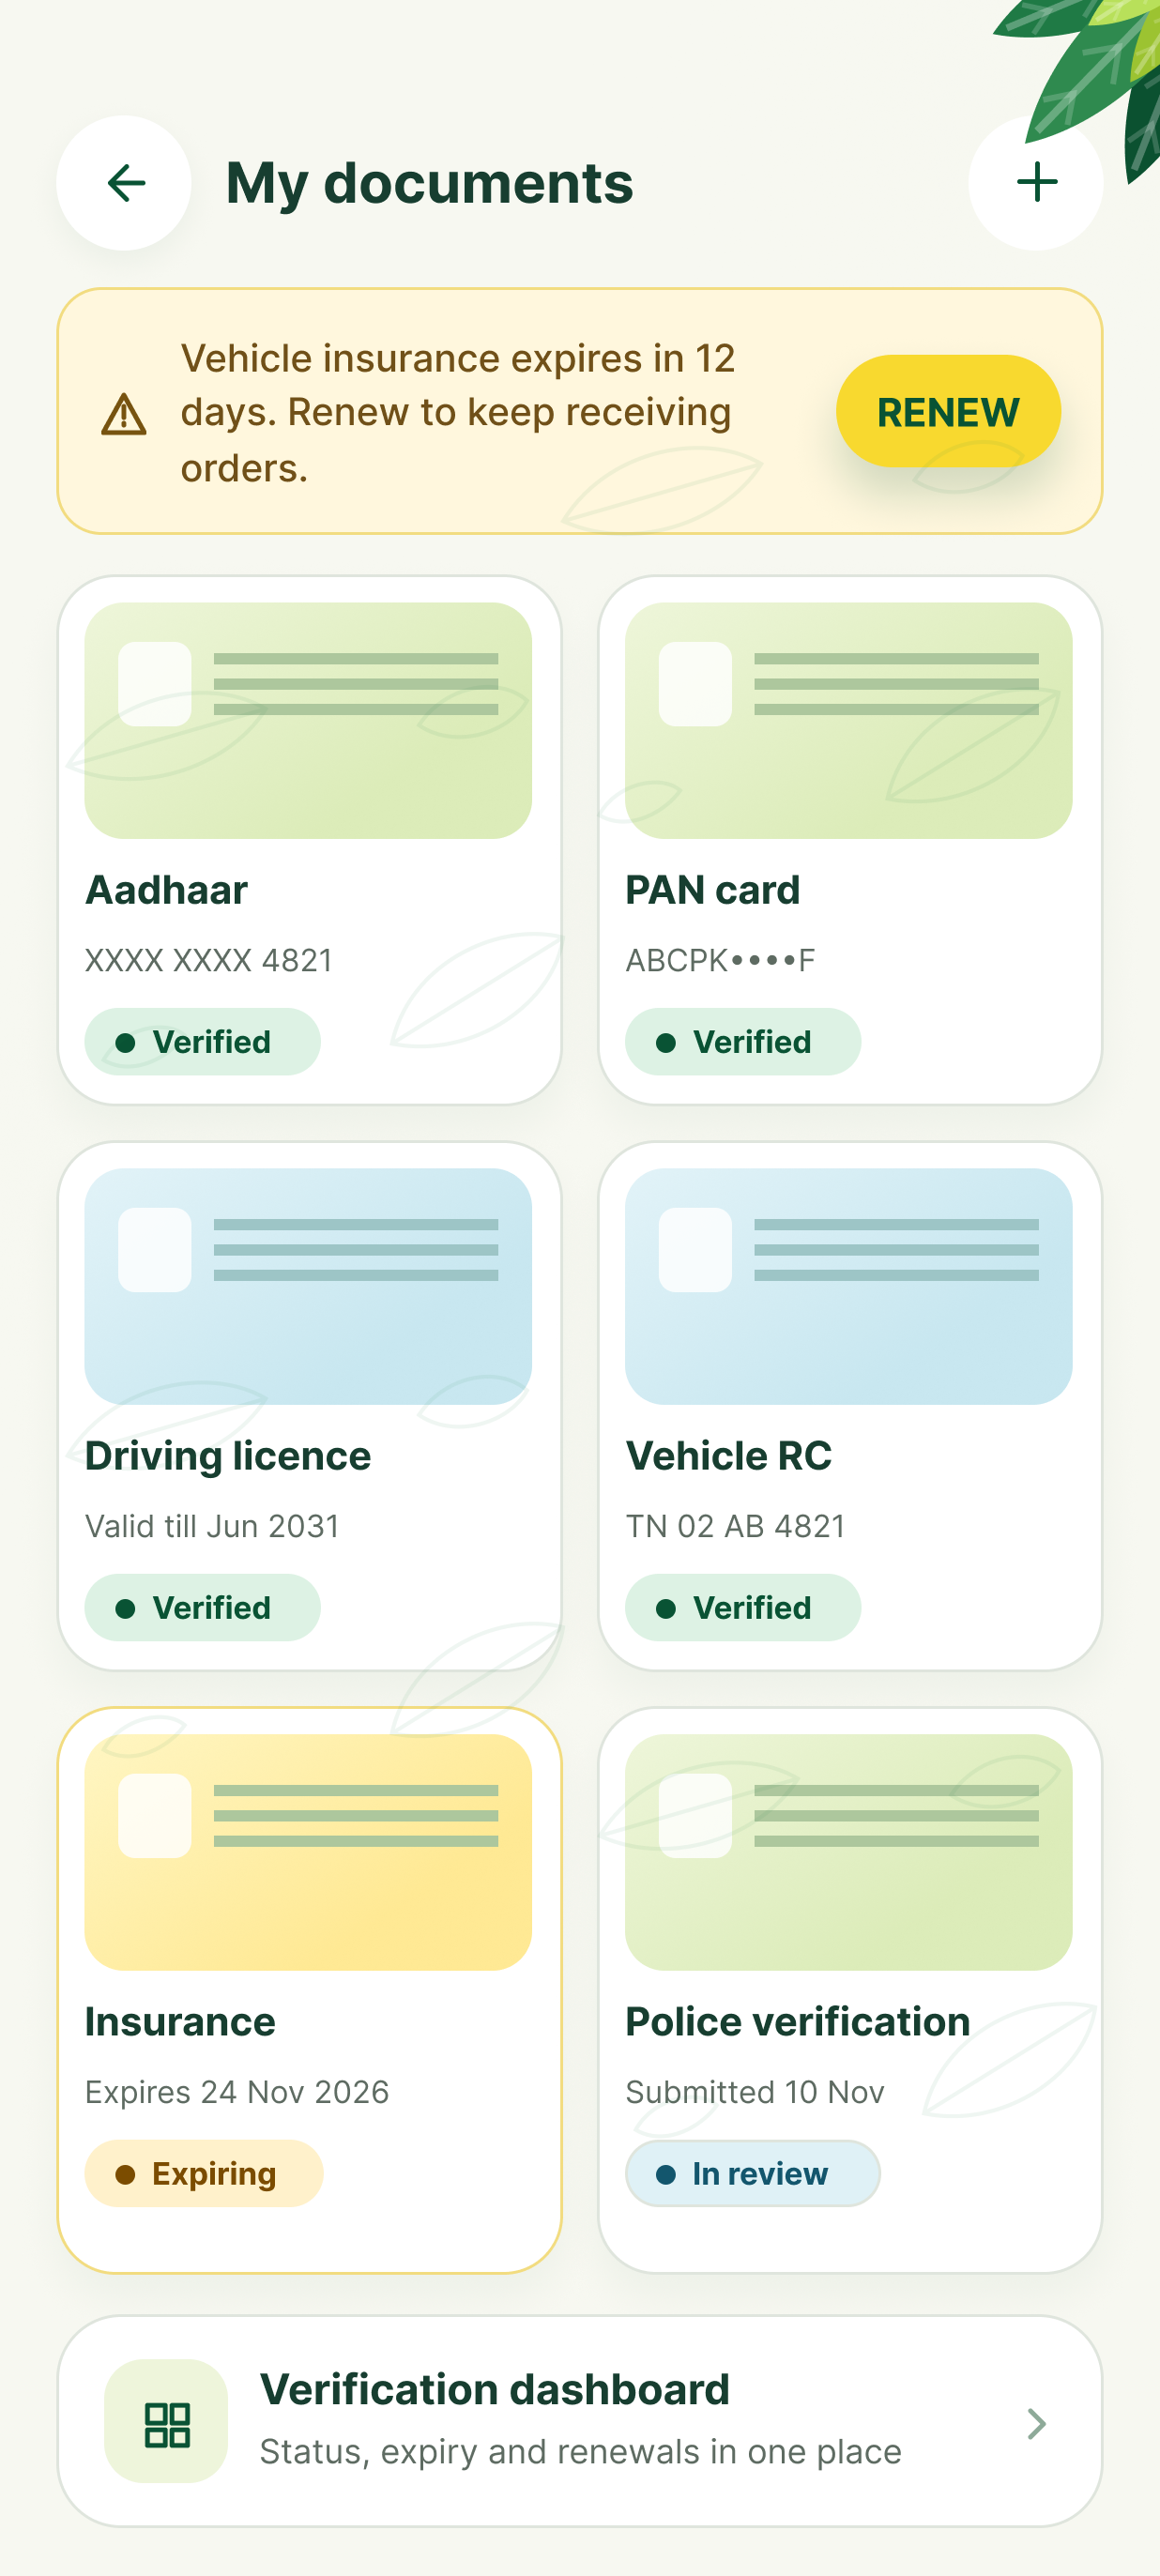 My documents
Vehicle insurance expires in 12
days. Renew to keep receiving
orders.
RENEW
Aadhaar
XXXX XXXX 4821
Verified
PAN card
ABCPK••••F
Verified
Driving licence
Valid till Jun 2031
Verified
Vehicle RC
TN 02 AB 4821
Verified
Insurance
Expires 24 Nov 2026
Expiring
Police verification
Submitted 10 Nov
In review
Verification dashboard
Status, expiry and renewals in one place